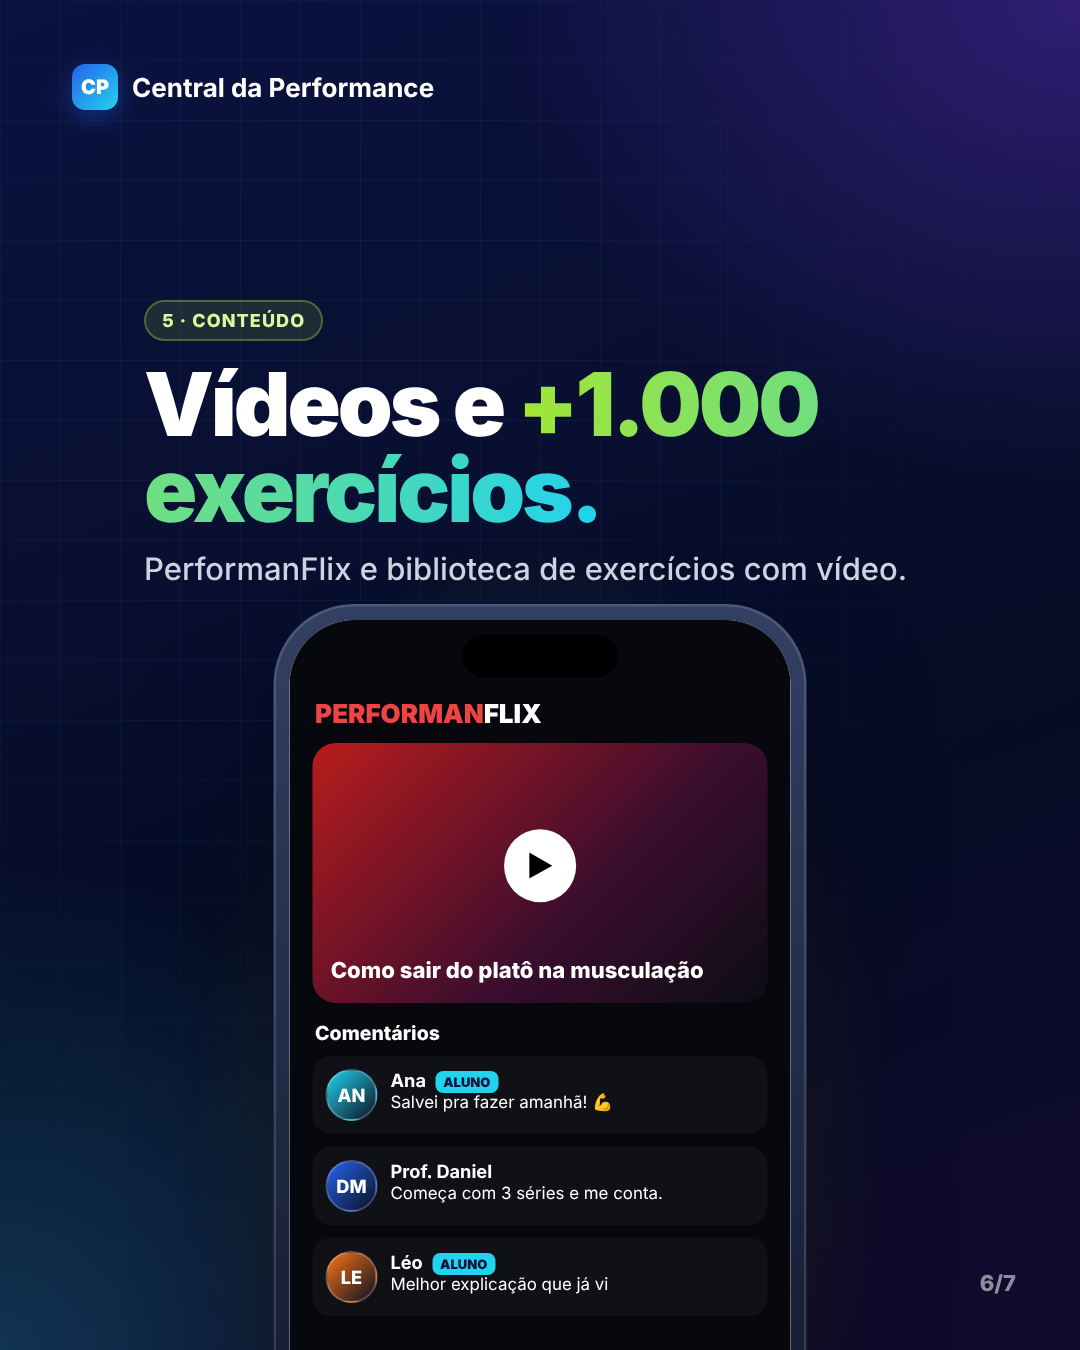 CP Central da Performance
5 · CONTEÚDO
Vídeos e +1.000
exercícios.
PerformanFlix e biblioteca de exercícios com vídeo.
PERFORMANFLIX
Como sair do platô na musculação
Comentários
AN
Ana ALUNO
Salvei pra fazer amanhã! 💪
DM
Prof. Daniel
Começa com 3 séries e me conta.
LE
Léo ALUNO
Melhor explicação que já vi
6/7